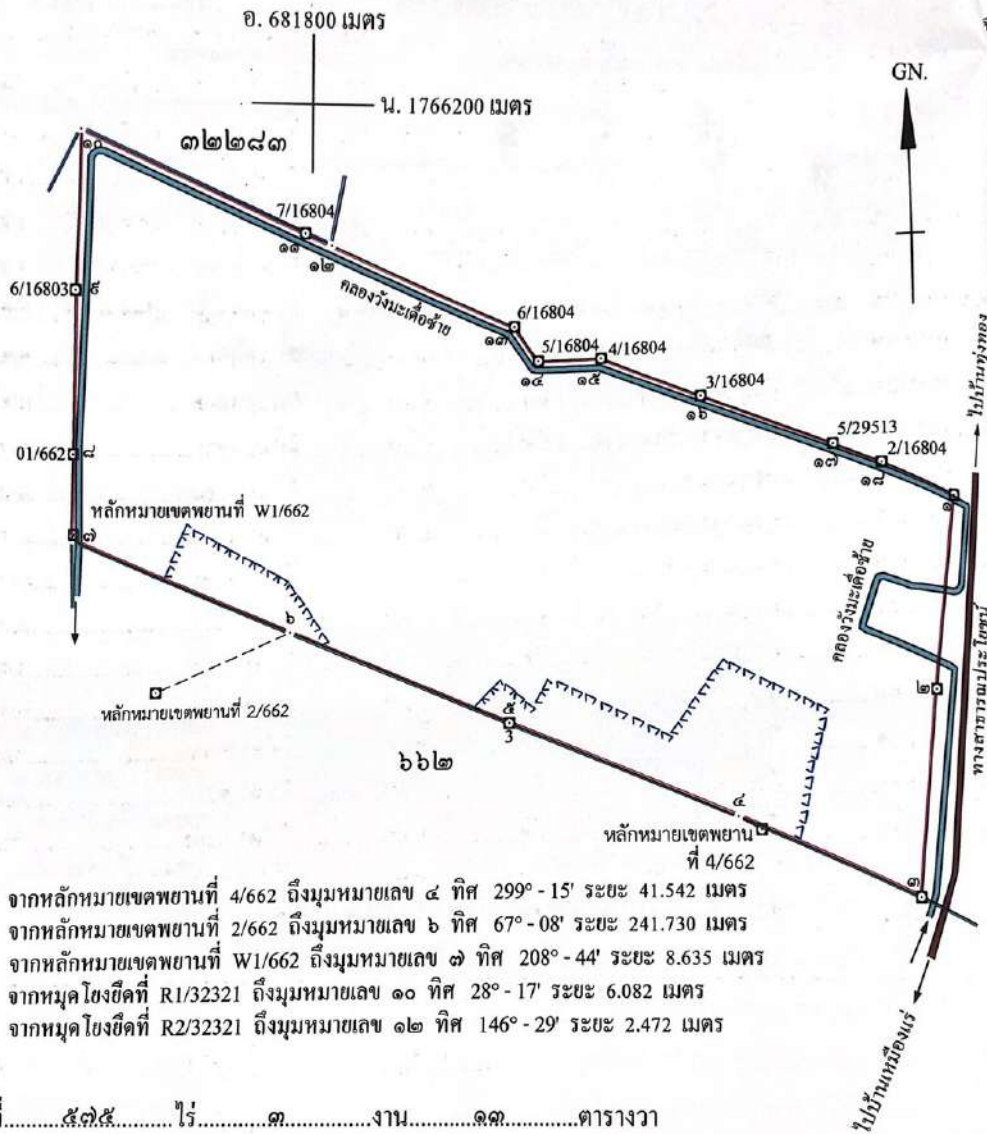 อ. 681800 เมตร
น. 1766200 เมตร
GN.
๓๒๒๘๓
๑๐
7/16804
๑๑
๑๒
คลองวังมะเดื่อซ้าย
6/16803
๙
6/16804
๑๓
5/16804
๑๔
4/16804
๑๕
3/16804
๑๖
5/29513
๑๗
2/16804
๑๘
๑
ไปบ้านทุ่งทอง
01/662
๘
หลักหมายเขตพยานที่ W1/662
๗
คลองวังมะเดื่อซ้าย
๒
ทางสาธารณประโยชน์
๖
หลักหมายเขตพยานที่ 2/662
๕
3
๖๖๒
๔
หลักหมายเขตพยาน
ที่ 4/662
๓
ไปบ้านเหมืองแร่
จากหลักหมายเขตพยานที่ 4/662 ถึงมุมหมายเลข ๔ ทิศ 299° - 15' ระยะ 41.542 เมตร
จากหลักหมายเขตพยานที่ 2/662 ถึงมุมหมายเลข ๖ ทิศ 67° - 08' ระยะ 241.730 เมตร
จากหลักหมายเขตพยานที่ W1/662 ถึงมุมหมายเลข ๗ ทิศ 208° - 44' ระยะ 8.635 เมตร
จากหมุดโยงยึดที่ R1/32321 ถึงมุมหมายเลข ๑๐ ทิศ 28° - 17' ระยะ 6.082 เมตร
จากหมุดโยงยึดที่ R2/32321 ถึงมุมหมายเลข ๑๒ ทิศ 146° - 29' ระยะ 2.472 เมตร
๕๗๕ ไร่ ๓ งาน ๑๓ ตารางวา